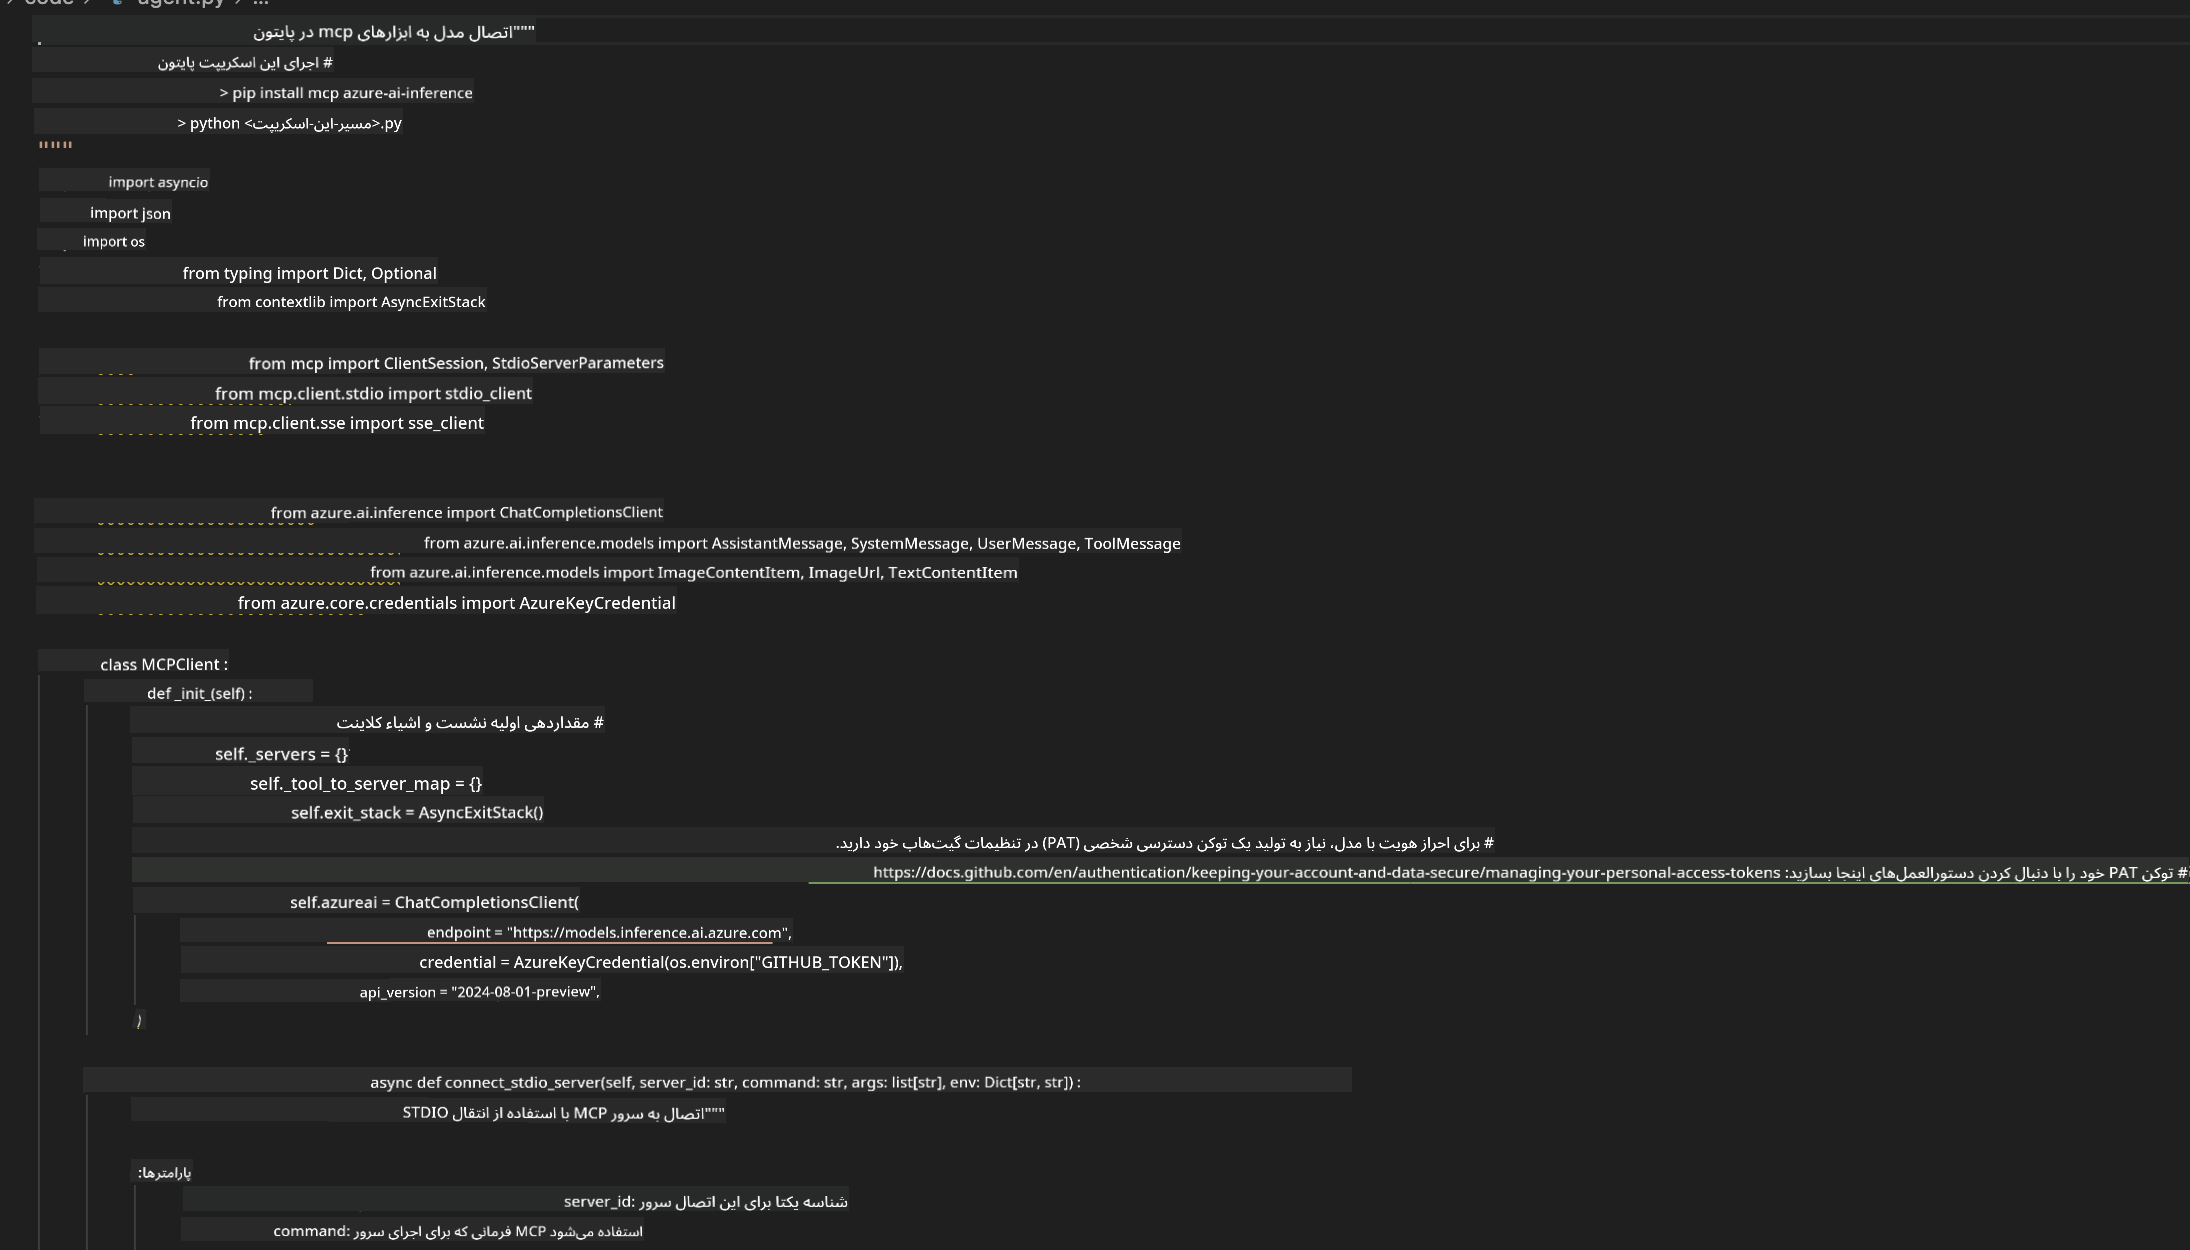 > code > agent.py > ...
"""اتصال مدل به ابزارهای mcp در پایتون
# اجرای این اسکریپت پایتون
> pip install mcp azure-ai-inference
> python <مسیر-این-اسکریپت>.py
"""
import asyncio
import json
import os
from typing import Dict, Optional
from contextlib import AsyncExitStack
from mcp import ClientSession, StdioServerParameters
from mcp.client.stdio import stdio_client
from mcp.client.sse import sse_client
from azure.ai.inference import ChatCompletionsClient
from azure.ai.inference.models import AssistantMessage, SystemMessage, UserMessage, ToolMessage
from azure.ai.inference.models import ImageContentItem, ImageUrl, TextContentItem
from azure.core.credentials import AzureKeyCredential
class MCPClient :
def _init_(self) :
# مقداردهی اولیه نشست و اشیاء کلاینت
self._servers = {}
self._tool_to_server_map = {}
self.exit_stack = AsyncExitStack()
# برای احراز هویت با مدل، نیاز به تولید یک توکن دسترسی شخصی (PAT) در تنظیمات گیت‌هاب خود دارید.
# توکن PAT خود را با دنبال کردن دستورالعمل‌های اینجا بسازید: https://docs.github.com/en/authentication/keeping-your-account-and-data-secure/managing-your-personal-access-tokens
self.azureai = ChatCompletionsClient(
endpoint = "https://models.inference.ai.azure.com",
credential = AzureKeyCredential(os.environ["GITHUB_TOKEN"]),
api_version = "2024-08-01-preview",
)
async def connect_stdio_server(self, server_id: str, command: str, args: list[str], env: Dict[str, str]) :
"""اتصال به سرور MCP با استفاده از انتقال STDIO
پارامترها:
server_id: شناسه یکتا برای این اتصال سرور
command: فرمانی که برای اجرای سرور MCP استفاده می‌شود